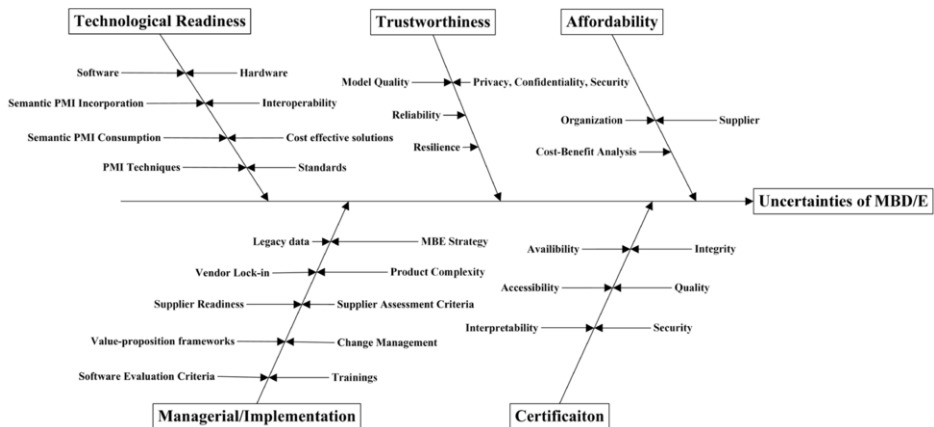 Technological Readiness
Trustworthiness
Affordability
Software
Hardware
Semantic PMI Incorporation
Interoperability
Semantic PMI Consumption
Cost effective solutions
PMI Techniques
Standards
Model Quality
Privacy, Confidentiality, Security
Reliability
Resilience
Organization
Supplier
Cost-Benefit Analysis
Uncertainties of MBD/E
Legacy data
MBE Strategy
Vendor Lock-in
Product Complexity
Supplier Readiness
Supplier Assessment Criteria
Value-proposition frameworks
Change Management
Software Evaluation Criteria
Trainings
Availibility
Integrity
Accessibility
Quality
Interpretability
Security
Managerial/Implementation
Certificaiton